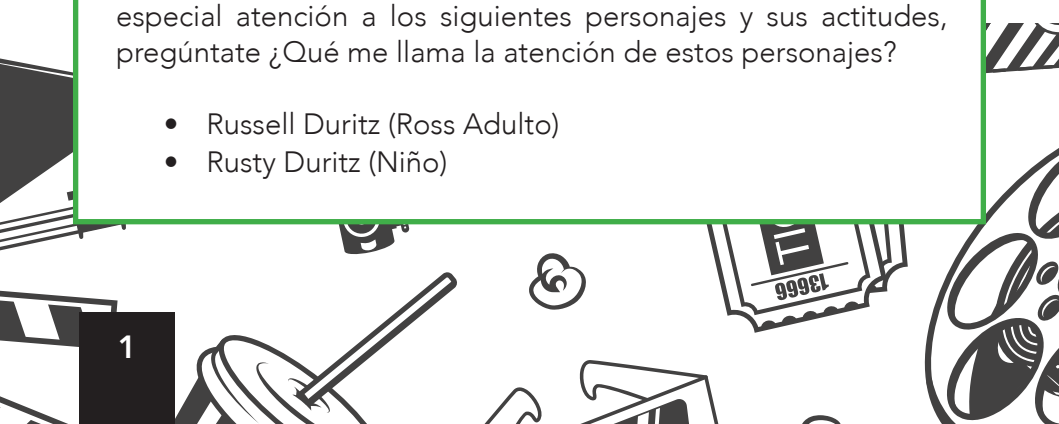 especial atención a los siguientes personajes y sus actitudes,
pregúntate ¿Qué me llama la atención de estos personajes?
• Russell Duritz (Ross Adulto)
• Rusty Duritz (Niño)
13666
1